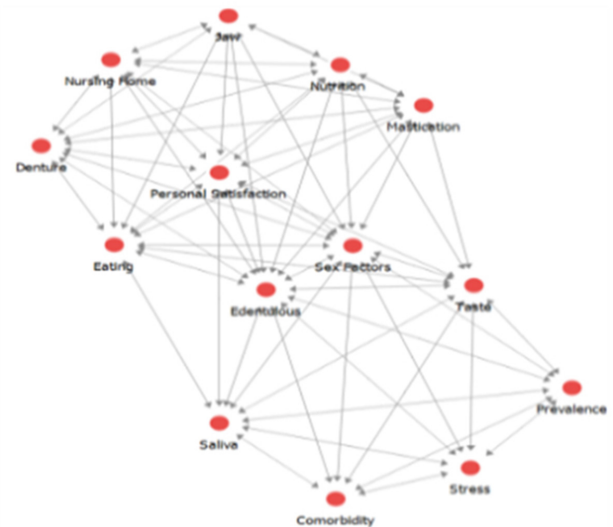 Jaw
Nursing Home
Nutrition
Mastication
Denture
Personal Satisfaction
Eating
Sex Factors
Edentulous
Taste
Prevalence
Saliva
Stress
Comorbidity